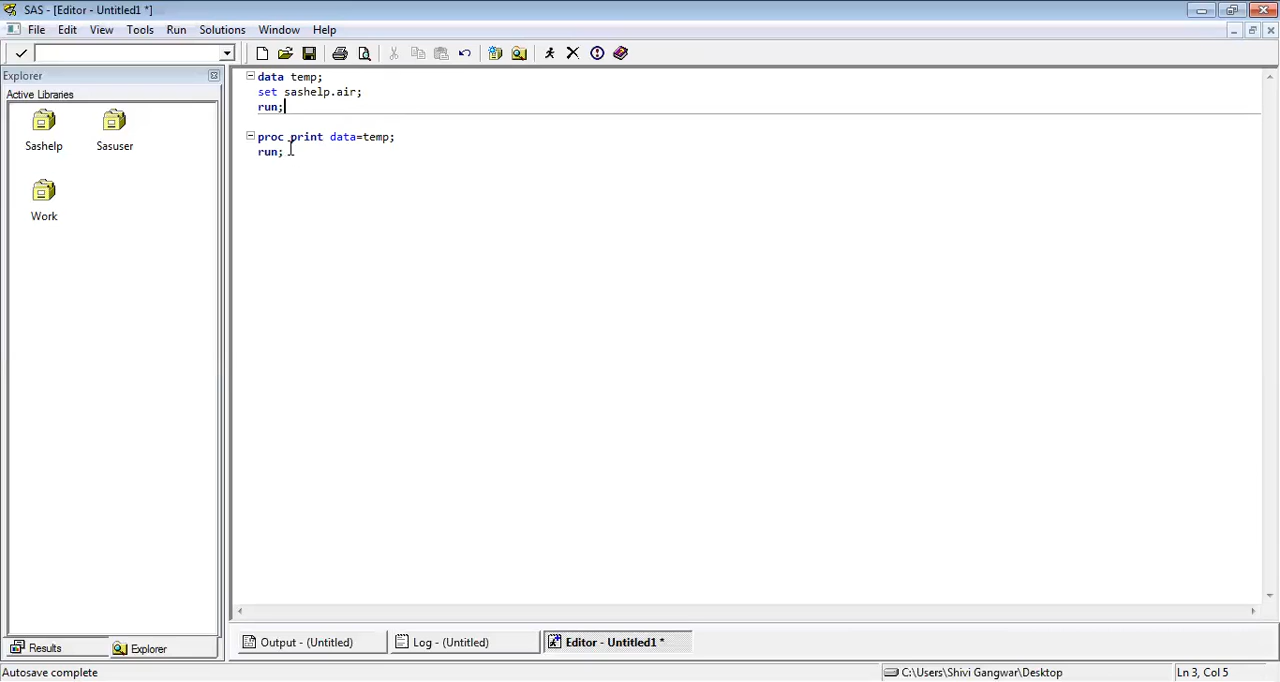 SAS - [Editor - Untitled1 *]
File Edit View Tools Run Solutions Window Help
Explorer
Active Libraries
Sashelp Sasuser
Work
data temp;
set sashelp.air;
run;
proc print data=temp;
run;
Results Explorer
Output - (Untitled) Log - (Untitled) Editor - Untitled1 *
Autosave complete C:\Users\Shivi Gangwar\Desktop Ln 3, Col 5